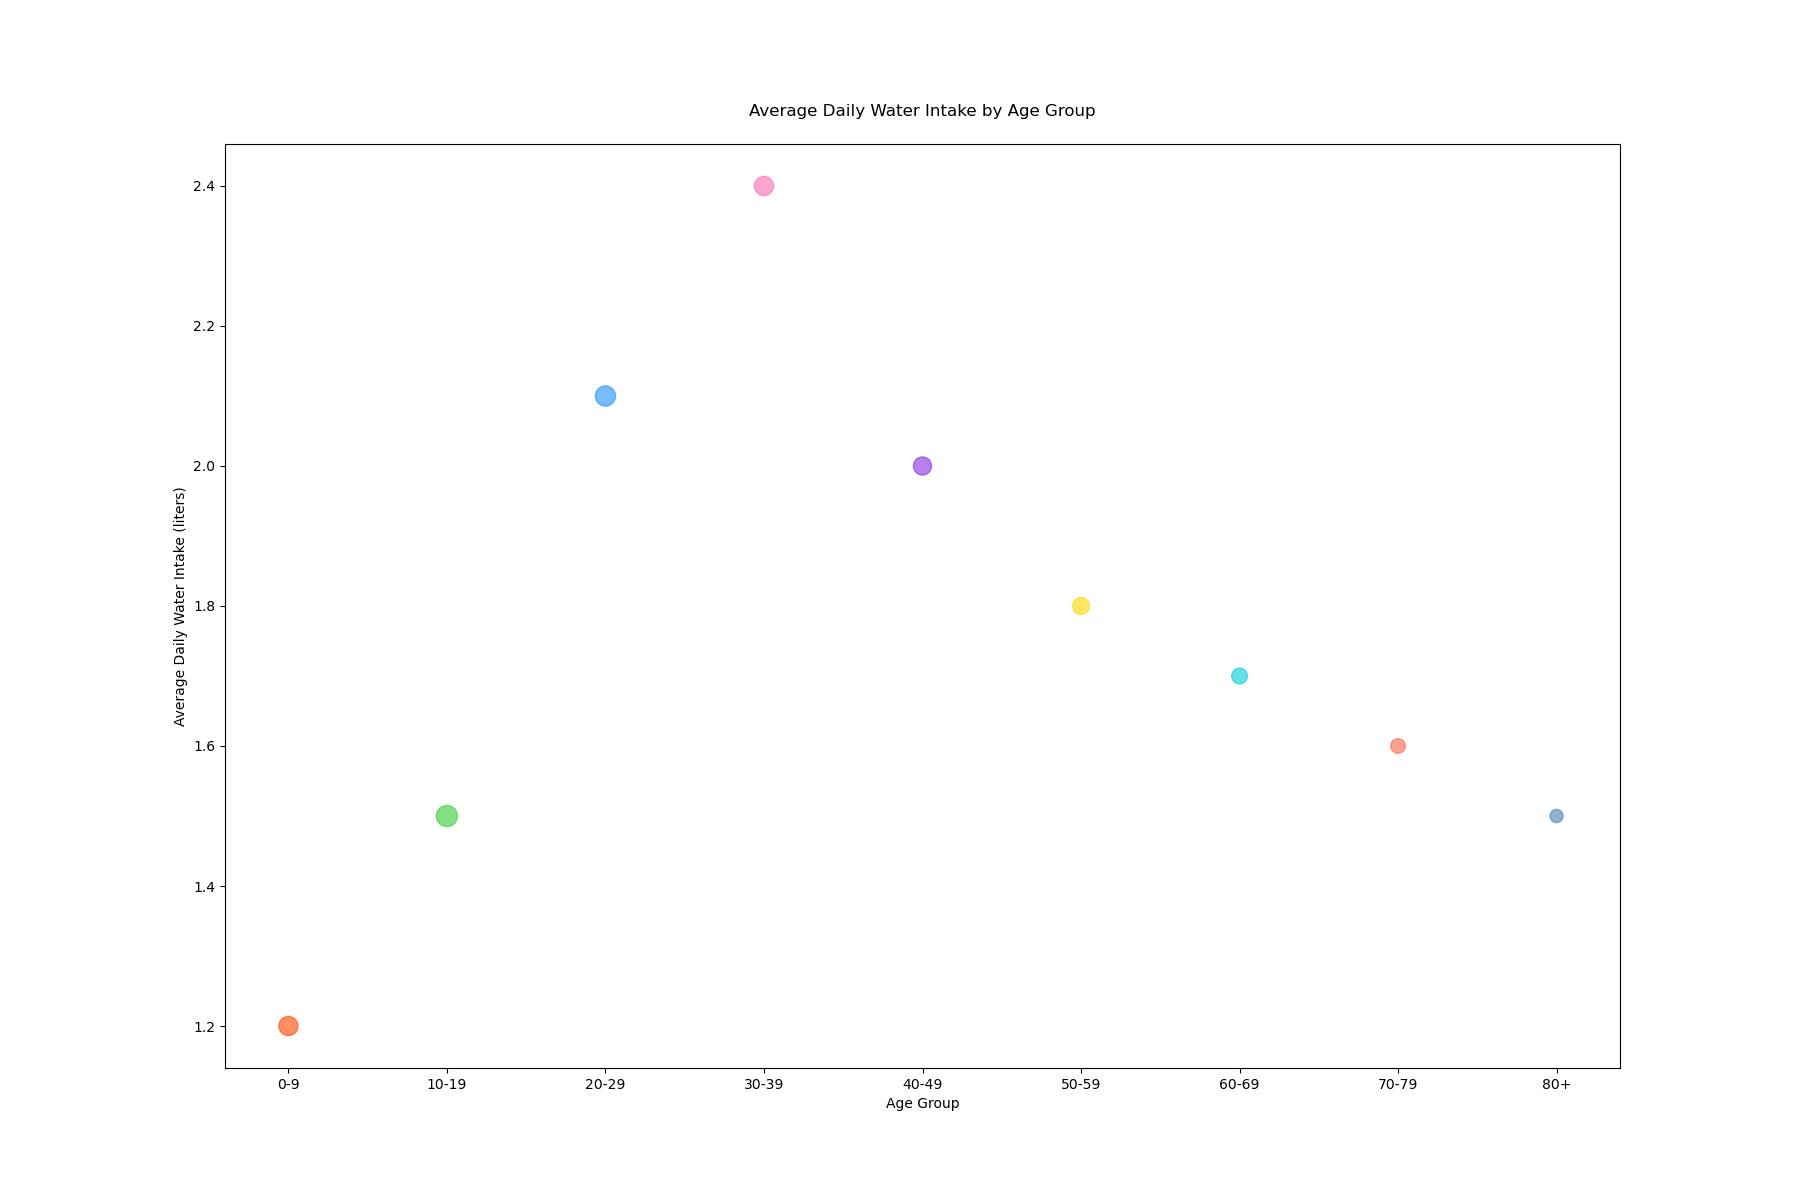 Average Daily Water Intake by Age Group
Average Daily Water Intake (liters)
2.4
2.2
2.0
1.8
1.6
1.4
1.2
0-9 10-19 20-29 30-39 40-49 50-59 60-69 70-79 80+
Age Group